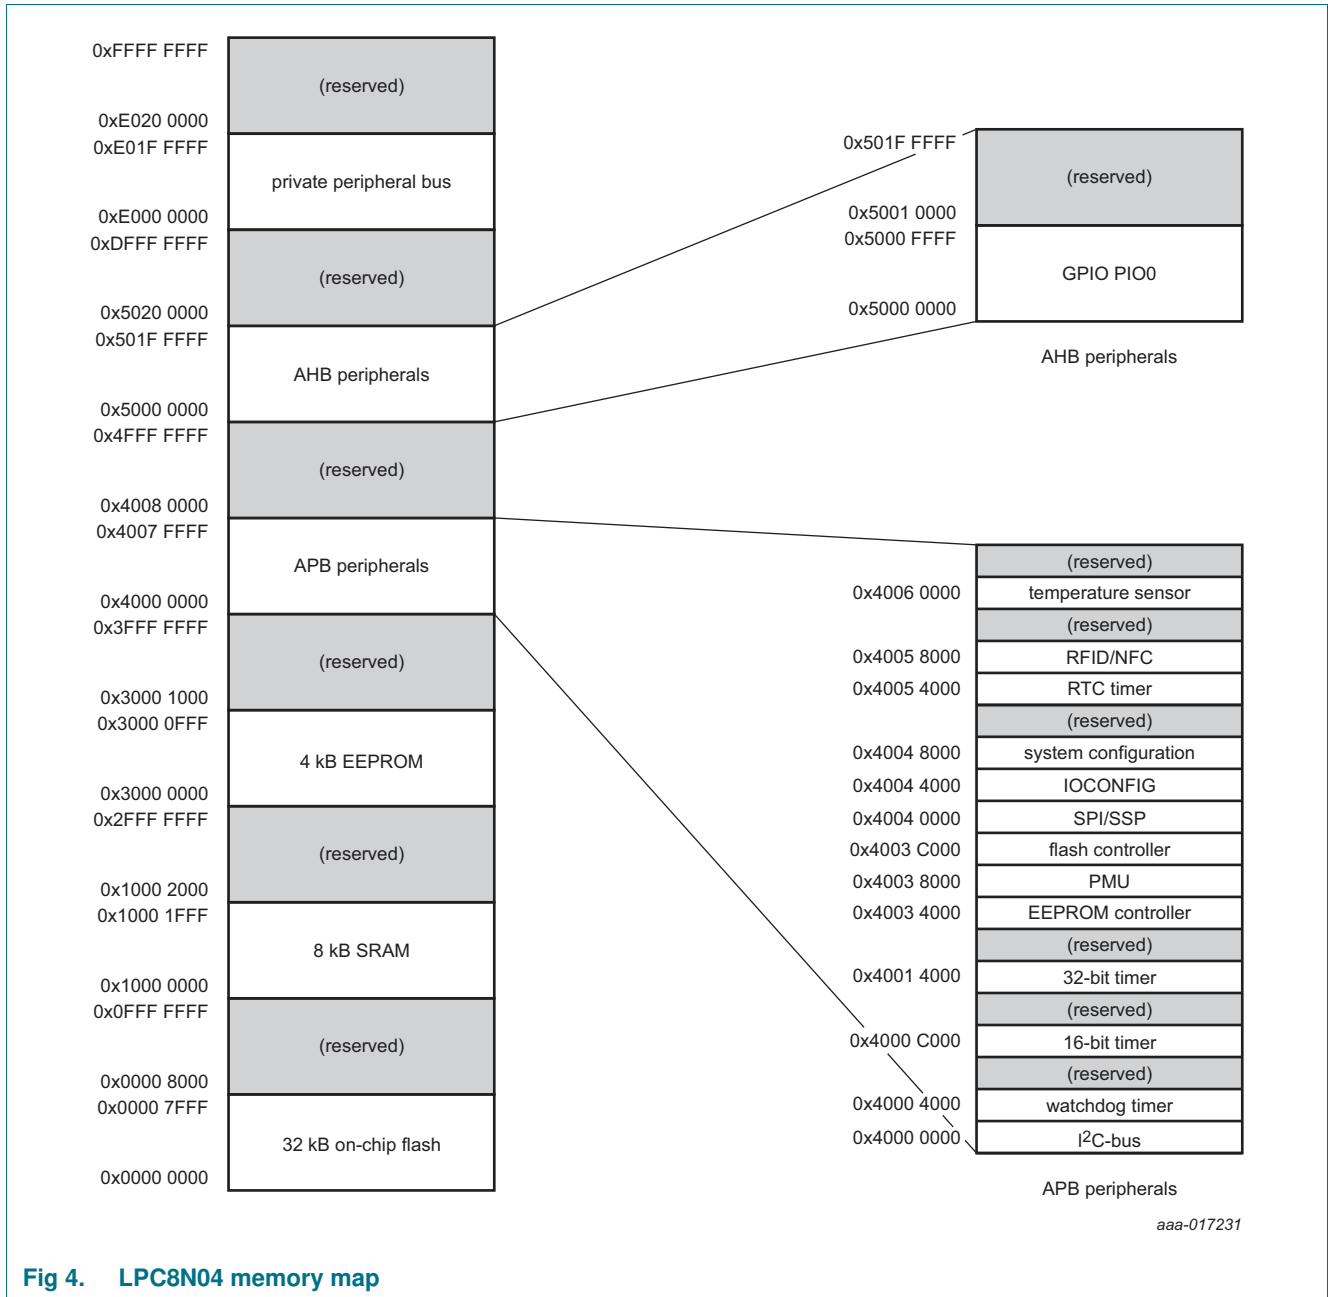 0xFFFF FFFF
(reserved)
0xE020 0000
0xE01F FFFF
private peripheral bus
0xE000 0000
0xDFFF FFFF
(reserved)
0x5020 0000
0x501F FFFF
AHB peripherals
0x5000 0000
0x4FFF FFFF
(reserved)
0x4008 0000
0x4007 FFFF
APB peripherals
0x4000 0000
0x3FFF FFFF
(reserved)
0x3000 1000
0x3000 0FFF
4 kB EEPROM
0x3000 0000
0x2FFF FFFF
(reserved)
0x1000 2000
0x1000 1FFF
8 kB SRAM
0x1000 0000
0x0FFF FFFF
(reserved)
0x0000 8000
0x0000 7FFF
32 kB on-chip flash
0x0000 0000
0x501F FFFF
(reserved)
0x5001 0000
0x5000 FFFF
GPIO PIO0
0x5000 0000
AHB peripherals
(reserved)
0x4006 0000 temperature sensor
(reserved)
0x4005 8000 RFID/NFC
0x4005 4000 RTC timer
(reserved)
0x4004 8000 system configuration
0x4004 4000 IOCONFIG
0x4004 0000 SPI/SSP
0x4003 C000 flash controller
0x4003 8000 PMU
0x4003 4000 EEPROM controller
(reserved)
0x4001 4000 32-bit timer
(reserved)
0x4000 C000 16-bit timer
(reserved)
0x4000 4000 watchdog timer
0x4000 0000 I2C-bus
APB peripherals
aaa-017231
Fig 4. LPC8N04 memory map